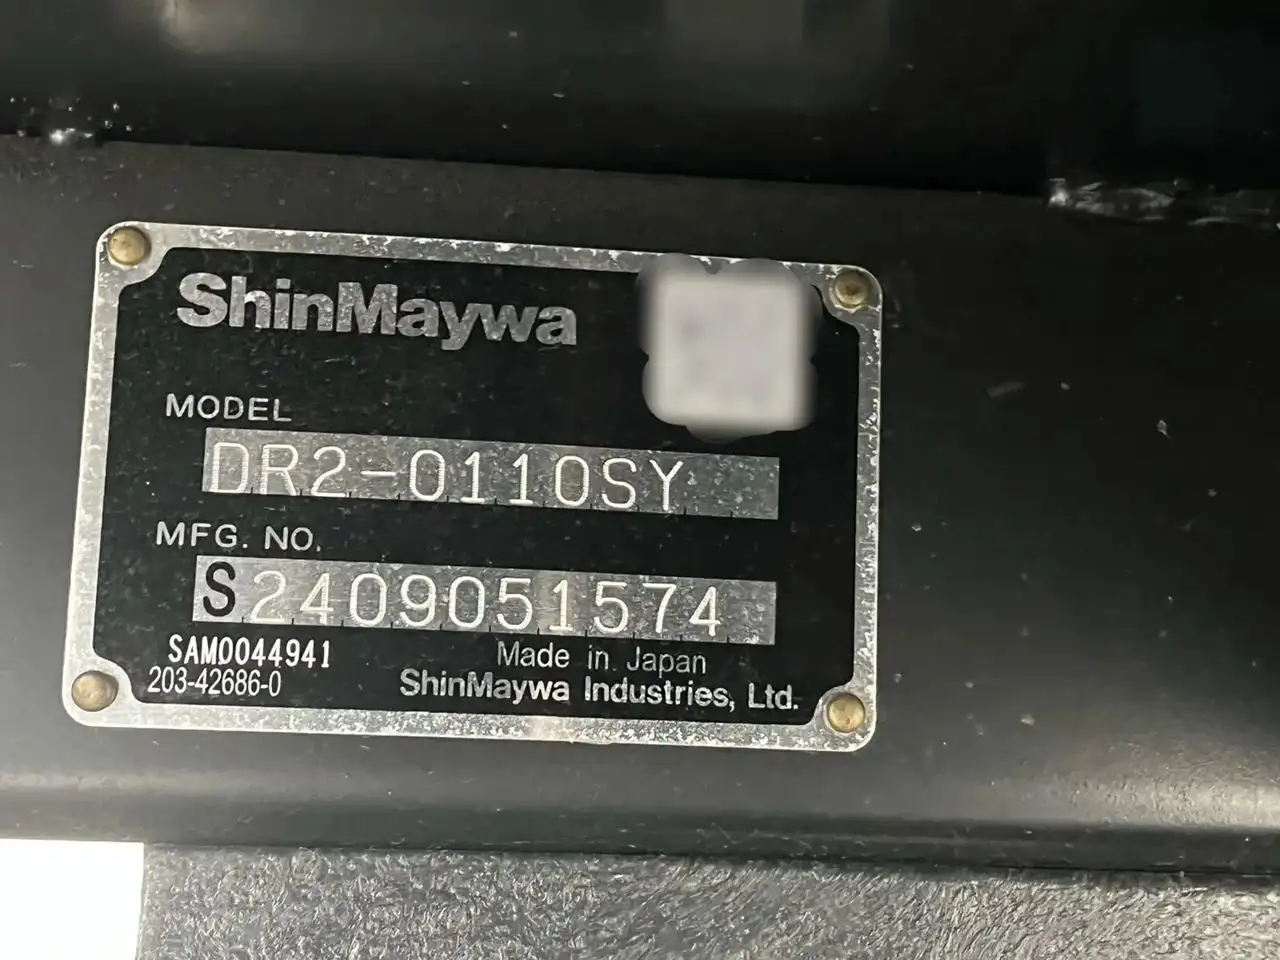 ShinMaywa
MODEL
DR2-0110SY
MFG. NO.
S2409051574
SAM0044941
203-42686-0
Made in Japan
ShinMaywa Industries, Ltd.